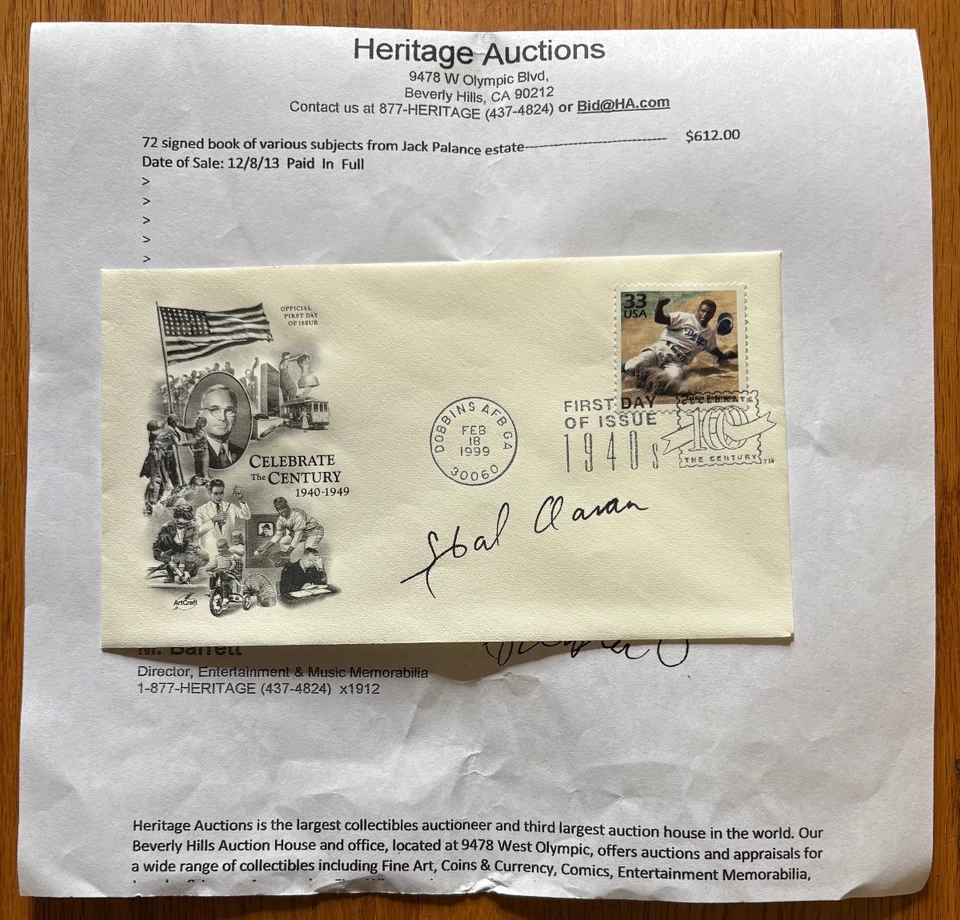 Heritage Auctions
9478 W Olympic Blvd,
Beverly Hills, CA 90212
Contact us at 877-HERITAGE (437-4824) or Bid@HA.com
72 signed book of various subjects from Jack Palance estate------------------------------ $612.00
Date of Sale: 12/8/13 Paid In Full
>
>
>
>
>
OFFICIAL
FIRST DAY
OF ISSUE
33
USA
Jackie Robinson
CELEBRATE
The CENTURY
1940-1949
ArtCraft
DOBBINS AFB GA
FEB
18
1999
30060
FIRST DAY
OF ISSUE
1940s
CELEBRATE
100
THE CENTURY TM
M. Barrett
Director, Entertainment & Music Memorabilia
1-877-HERITAGE (437-4824) x1912
Heritage Auctions is the largest collectibles auctioneer and third largest auction house in the world. Our
Beverly Hills Auction House and office, located at 9478 West Olympic, offers auctions and appraisals for
a wide range of collectibles including Fine Art, Coins & Currency, Comics, Entertainment Memorabilia,